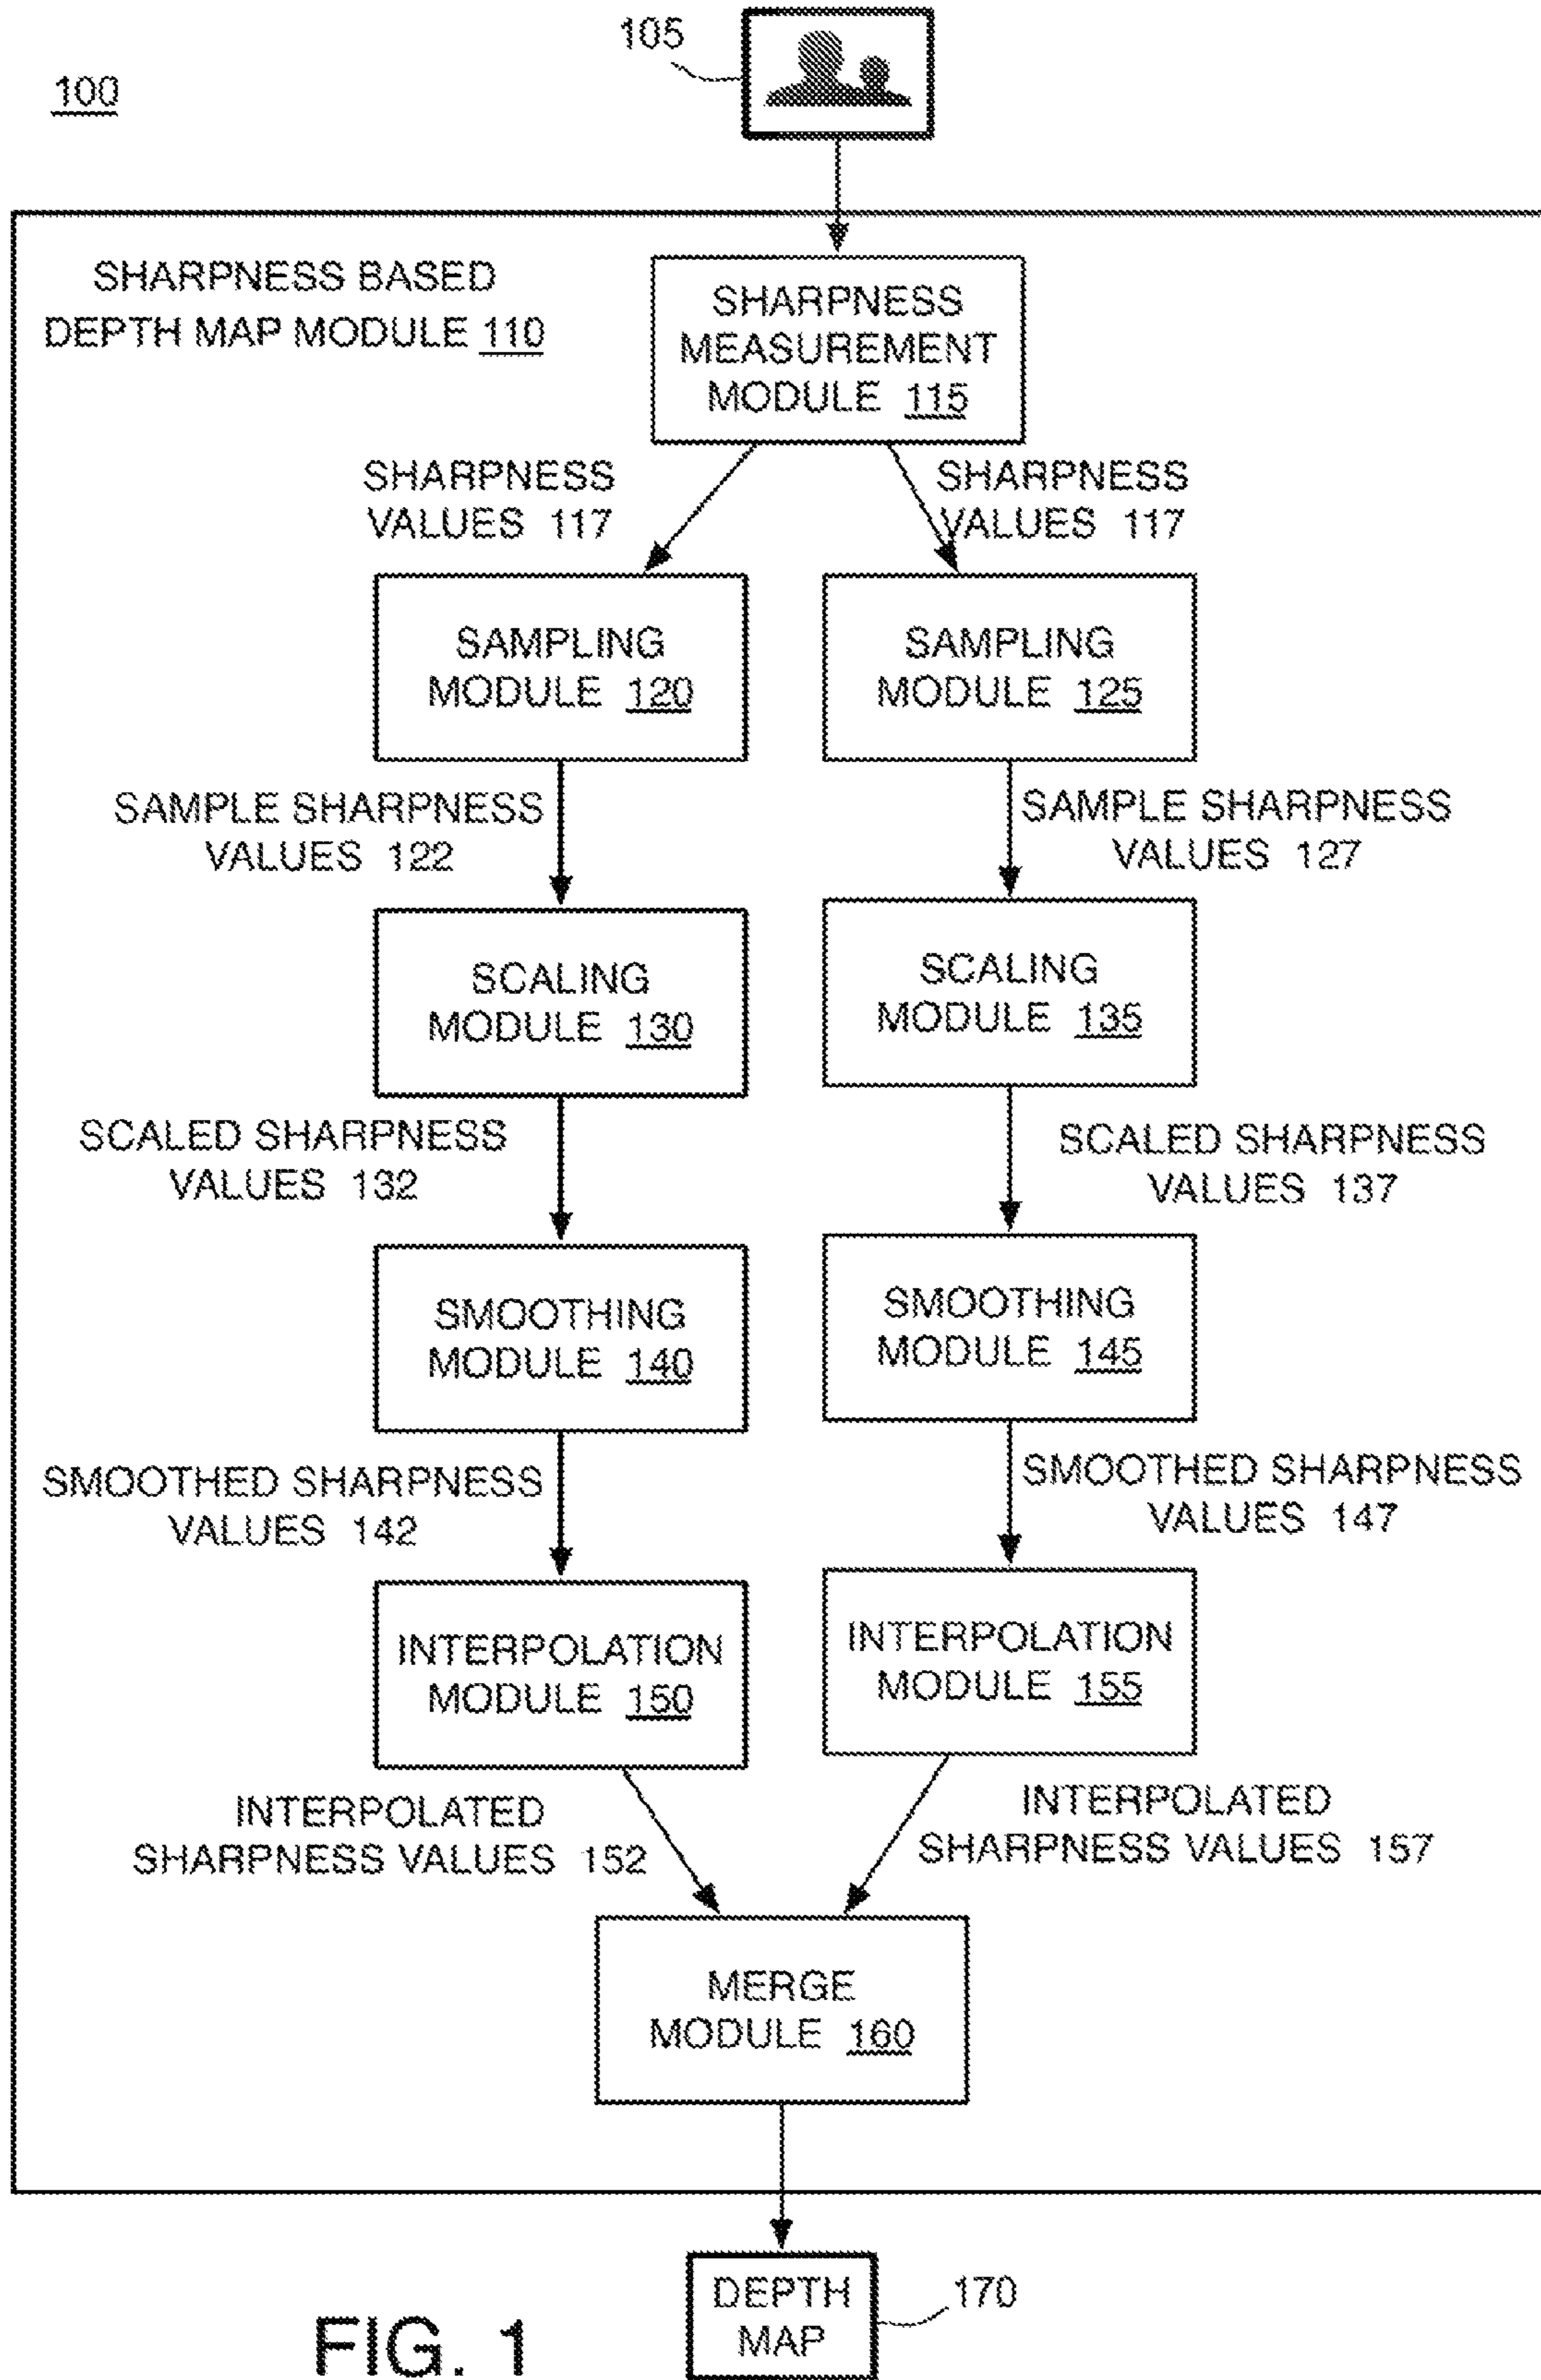 105
100
SHARPNESS BASED
DEPTH MAP MODULE 110
SHARPNESS
MEASUREMENT
MODULE 115
SHARPNESS
VALUES 117
SHARPNESS
VALUES 117
SAMPLING
MODULE 120
SAMPLING
MODULE 125
SAMPLE SHARPNESS
VALUES 122
SAMPLE SHARPNESS
VALUES 127
SCALING
MODULE 130
SCALING
MODULE 135
SCALED SHARPNESS
VALUES 132
SCALED SHARPNESS
VALUES 137
SMOOTHING
MODULE 140
SMOOTHING
MODULE 145
SMOOTHED SHARPNESS
VALUES 142
SMOOTHED SHARPNESS
VALUES 147
INTERPOLATION
MODULE 150
INTERPOLATION
MODULE 155
INTERPOLATED
SHARPNESS VALUES 152
INTERPOLATED
SHARPNESS VALUES 157
MERGE
MODULE 160
DEPTH
MAP
170
FIG. 1